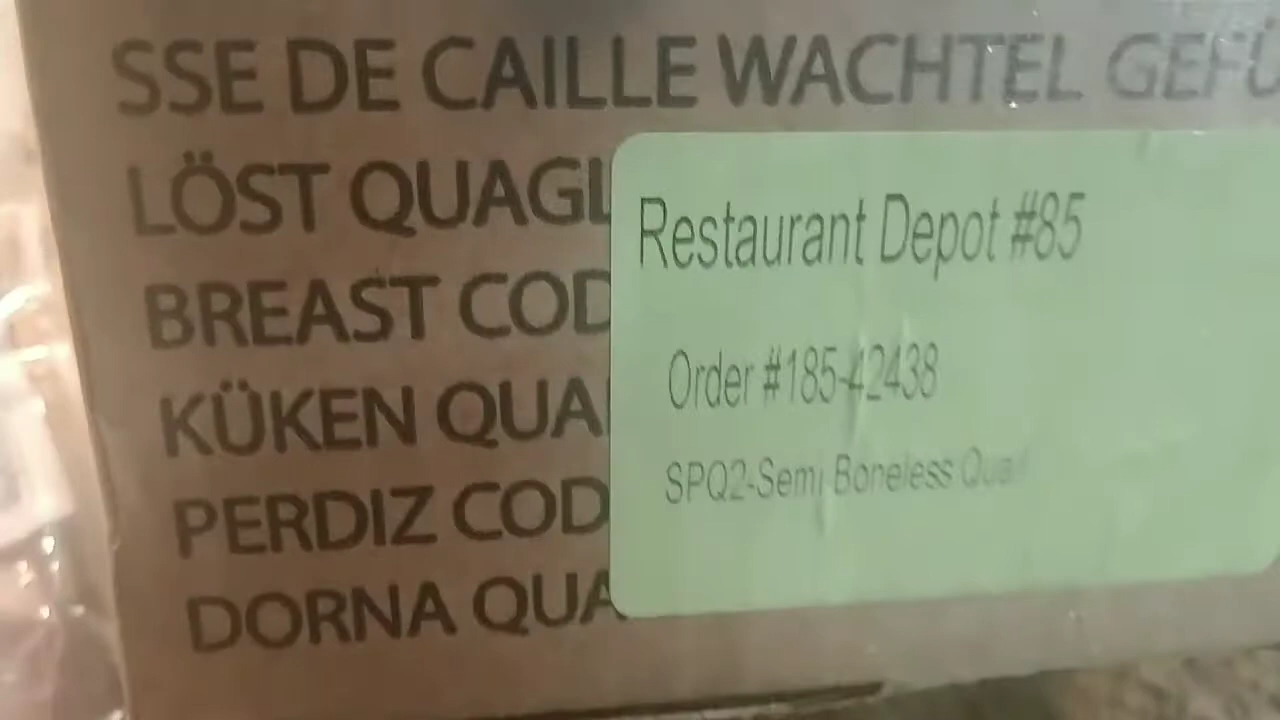 SSE DE CAILLE WACHTEL GEFÜ
LÖST QUAGL
BREAST COD
KÜKEN QUA
PERDIZ COD
DORNA QUA
Restaurant Depot #85
Order #185-42438
SPQ2-Semi Boneless Quail